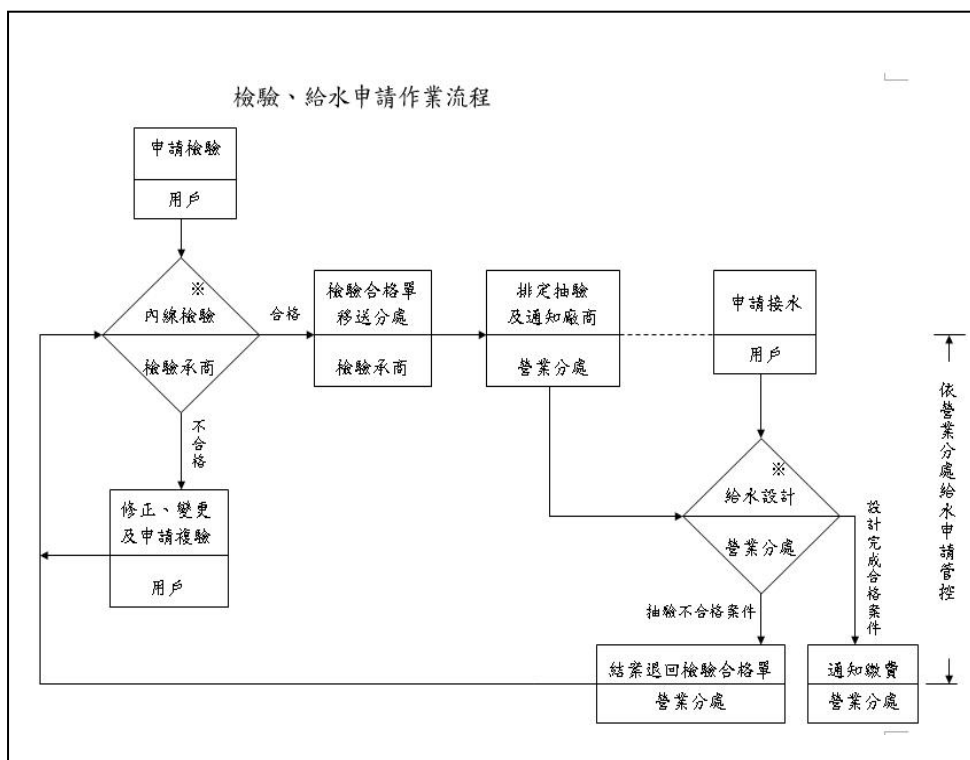 檢驗、給水申請作業流程
申請檢驗
用戶
※
內線檢驗
檢驗承商
合格
檢驗合格單
移送分處
檢驗承商
排定抽驗
及通知廠商
營業分處
申請接水
用戶
不合格
修正、變更
及申請複驗
用戶
※
給水設計
營業分處
抽驗不合格案件
設計完成合格案件
依營業分處給水申請管控
結案退回檢驗合格單
營業分處
通知繳費
營業分處